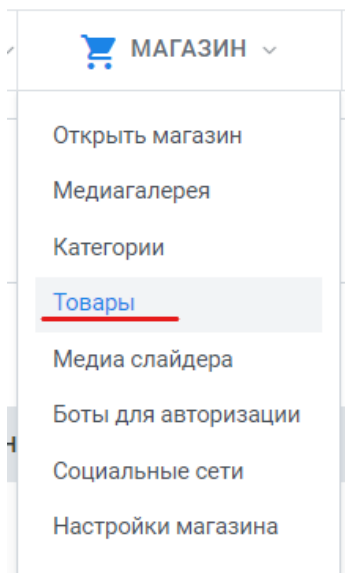 МАГАЗИН
Открыть магазин
Медиагалерея
Категории
Товары
Медиа слайдера
Боты для авторизации
Н
Социальные сети
Настройки магазина